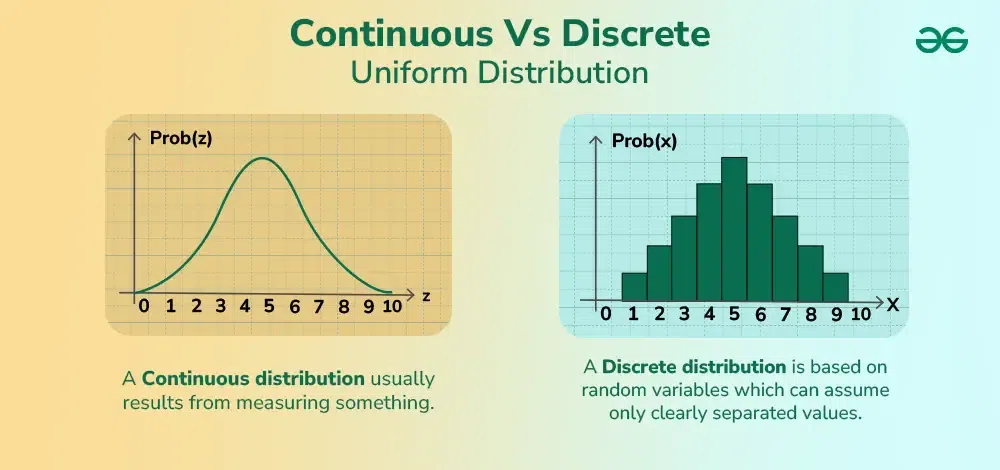 Continuous Vs Discrete
Uniform Distribution
Prob(z)
0 1 2 3 4 5 6 7 8 9 10 z
A Continuous distribution usually
results from measuring something.
Prob(x)
0 1 2 3 4 5 6 7 8 9 10 X
A Discrete distribution is based on
random variables which can assume
only clearly separated values.